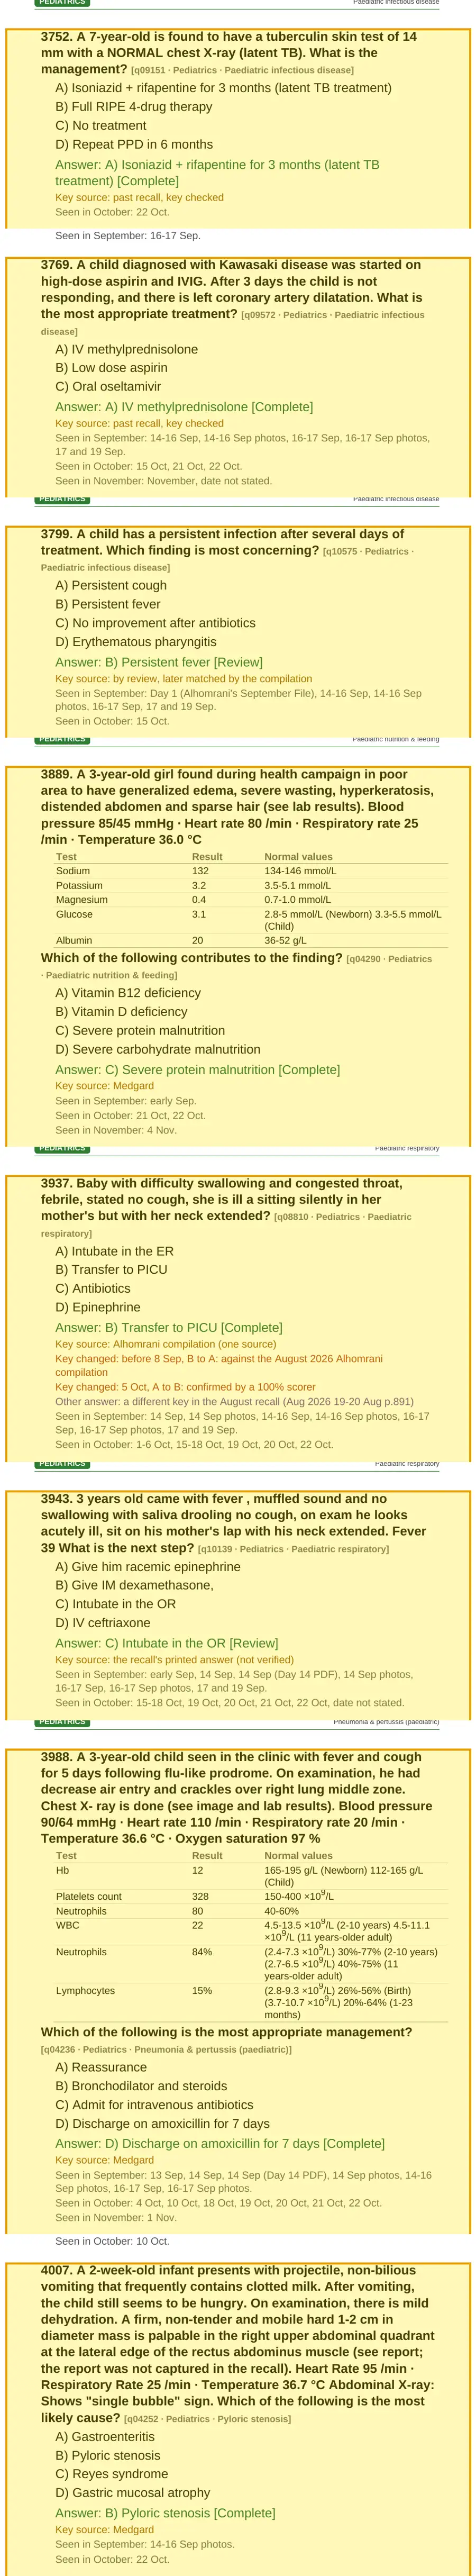 PEDIATRICS Paediatric infectious disease
3752. A 7-year-old is found to have a tuberculin skin test of 14
mm with a NORMAL chest X-ray (latent TB). What is the
management? [q09151 · Pediatrics · Paediatric infectious disease]
A) Isoniazid + rifapentine for 3 months (latent TB treatment)
B) Full RIPE 4-drug therapy
C) No treatment
D) Repeat PPD in 6 months
Answer: A) Isoniazid + rifapentine for 3 months (latent TB
treatment) [Complete]
Key source: past recall, key checked
Seen in October: 22 Oct.
Seen in September: 16-17 Sep.
3769. A child diagnosed with Kawasaki disease was started on
high-dose aspirin and IVIG. After 3 days the child is not
responding, and there is left coronary artery dilatation. What is
the most appropriate treatment? [q09572 · Pediatrics · Paediatric infectious
disease]
A) IV methylprednisolone
B) Low dose aspirin
C) Oral oseltamivir
Answer: A) IV methylprednisolone [Complete]
Key source: past recall, key checked
Seen in September: 14-16 Sep, 14-16 Sep photos, 16-17 Sep, 16-17 Sep photos,
17 and 19 Sep.
Seen in October: 15 Oct, 21 Oct, 22 Oct.
Seen in November: November, date not stated.
PEDIATRICS Paediatric infectious disease
3799. A child has a persistent infection after several days of
treatment. Which finding is most concerning? [q10575 · Pediatrics ·
Paediatric infectious disease]
A) Persistent cough
B) Persistent fever
C) No improvement after antibiotics
D) Erythematous pharyngitis
Answer: B) Persistent fever [Review]
Key source: by review, later matched by the compilation
Seen in September: Day 1 (Alhomrani's September File), 14-16 Sep, 14-16 Sep
photos, 16-17 Sep, 17 and 19 Sep.
Seen in October: 15 Oct.
PEDIATRICS Paediatric nutrition & feeding
3889. A 3-year-old girl found during health campaign in poor
area to have generalized edema, severe wasting, hyperkeratosis,
distended abdomen and sparse hair (see lab results). Blood
pressure 85/45 mmHg · Heart rate 80 /min · Respiratory rate 25
/min · Temperature 36.0 °C
Test Result Normal values
Sodium 132 134-146 mmol/L
Potassium 3.2 3.5-5.1 mmol/L
Magnesium 0.4 0.7-1.0 mmol/L
Glucose 3.1 2.8-5 mmol/L (Newborn) 3.3-5.5 mmol/L
(Child)
Albumin 20 36-52 g/L
Which of the following contributes to the finding? [q04290 · Pediatrics
· Paediatric nutrition & feeding]
A) Vitamin B12 deficiency
B) Vitamin D deficiency
C) Severe protein malnutrition
D) Severe carbohydrate malnutrition
Answer: C) Severe protein malnutrition [Complete]
Key source: Medgard
Seen in September: early Sep.
Seen in October: 21 Oct, 22 Oct.
Seen in November: 4 Nov.
PEDIATRICS Paediatric respiratory
3937. Baby with difficulty swallowing and congested throat,
febrile, stated no cough, she is ill a sitting silently in her
mother's but with her neck extended? [q08810 · Pediatrics · Paediatric
respiratory]
A) Intubate in the ER
B) Transfer to PICU
C) Antibiotics
D) Epinephrine
Answer: B) Transfer to PICU [Complete]
Key source: Alhomrani compilation (one source)
Key changed: before 8 Sep, B to A: against the August 2026 Alhomrani
compilation
Key changed: 5 Oct, A to B: confirmed by a 100% scorer
Other answer: a different key in the August recall (Aug 2026 19-20 Aug p.891)
Seen in September: 14 Sep, 14 Sep photos, 14-16 Sep, 14-16 Sep photos, 16-17
Sep, 16-17 Sep photos, 17 and 19 Sep.
Seen in October: 1-6 Oct, 15-18 Oct, 19 Oct, 20 Oct, 22 Oct.
PEDIATRICS Paediatric respiratory
3943. 3 years old came with fever , muffled sound and no
swallowing with saliva drooling no cough, on exam he looks
acutely ill, sit on his mother's lap with his neck extended. Fever
39 What is the next step? [q10139 · Pediatrics · Paediatric respiratory]
A) Give him racemic epinephrine
B) Give IM dexamethasone,
C) Intubate in the OR
D) IV ceftriaxone
Answer: C) Intubate in the OR [Review]
Key source: the recall's printed answer (not verified)
Seen in September: early Sep, 14 Sep, 14 Sep (Day 14 PDF), 14 Sep photos,
16-17 Sep, 16-17 Sep photos, 17 and 19 Sep.
Seen in October: 15-18 Oct, 19 Oct, 20 Oct, 21 Oct, 22 Oct, date not stated.
PEDIATRICS Pneumonia & pertussis (paediatric)
3988. A 3-year-old child seen in the clinic with fever and cough
for 5 days following flu-like prodrome. On examination, he had
decrease air entry and crackles over right lung middle zone.
Chest X- ray is done (see image and lab results). Blood pressure
90/64 mmHg · Heart rate 110 /min · Respiratory rate 20 /min ·
Temperature 36.6 °C · Oxygen saturation 97 %
Test Result Normal values
Hb 12 165-195 g/L (Newborn) 112-165 g/L
(Child)
Platelets count 328 150-400 ×10⁹/L
Neutrophils 80 40-60%
WBC 22 4.5-13.5 ×10⁹/L (2-10 years) 4.5-11.1
×10⁹/L (11 years-older adult)
Neutrophils 84% (2.4-7.3 ×10⁹/L) 30%-77% (2-10 years)
(2.7-6.5 ×10⁹/L) 40%-75% (11
years-older adult)
Lymphocytes 15% (2.8-9.3 ×10⁹/L) 26%-56% (Birth)
(3.7-10.7 ×10⁹/L) 20%-64% (1-23
months)
Which of the following is the most appropriate management?
[q04236 · Pediatrics · Pneumonia & pertussis (paediatric)]
A) Reassurance
B) Bronchodilator and steroids
C) Admit for intravenous antibiotics
D) Discharge on amoxicillin for 7 days
Answer: D) Discharge on amoxicillin for 7 days [Complete]
Key source: Medgard
Seen in September: 13 Sep, 14 Sep, 14 Sep (Day 14 PDF), 14 Sep photos, 14-16
Sep photos, 16-17 Sep, 16-17 Sep photos.
Seen in October: 4 Oct, 10 Oct, 18 Oct, 19 Oct, 20 Oct, 21 Oct, 22 Oct.
Seen in November: 1 Nov.
Seen in October: 10 Oct.
4007. A 2-week-old infant presents with projectile, non-bilious
vomiting that frequently contains clotted milk. After vomiting,
the child still seems to be hungry. On examination, there is mild
dehydration. A firm, non-tender and mobile hard 1-2 cm in
diameter mass is palpable in the right upper abdominal quadrant
at the lateral edge of the rectus abdominus muscle (see report;
the report was not captured in the recall). Heart Rate 95 /min ·
Respiratory Rate 25 /min · Temperature 36.7 °C Abdominal X-ray:
Shows "single bubble" sign. Which of the following is the most
likely cause? [q04252 · Pediatrics · Pyloric stenosis]
A) Gastroenteritis
B) Pyloric stenosis
C) Reyes syndrome
D) Gastric mucosal atrophy
Answer: B) Pyloric stenosis [Complete]
Key source: Medgard
Seen in September: 14-16 Sep photos.
Seen in October: 22 Oct.